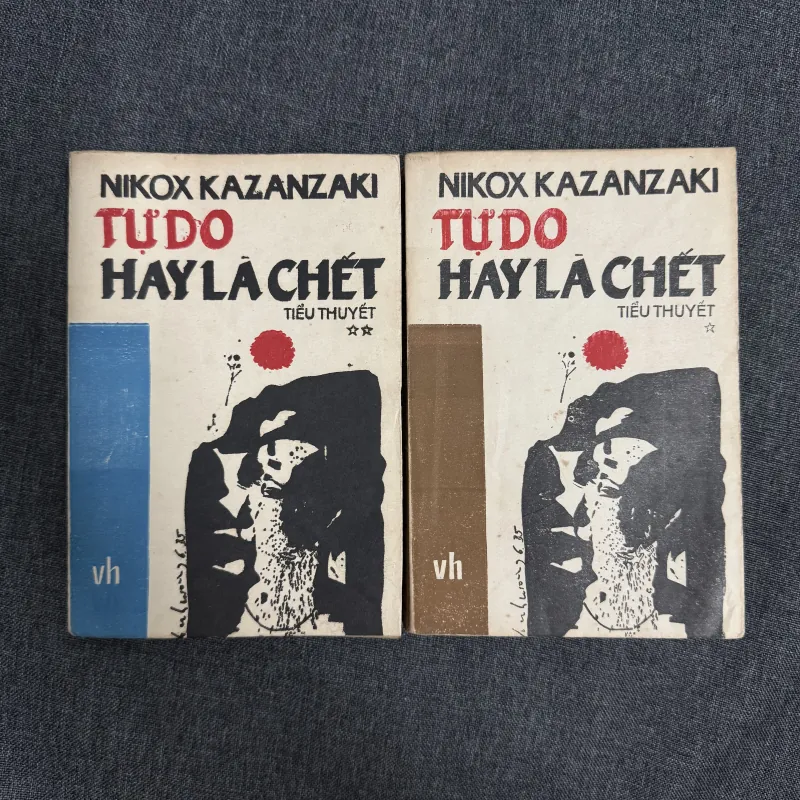 NIKOX KAZANZAKI
TỰ DO
HAY LÀ CHẾT
TIỂU THUYẾT
☆☆
vh
NIKOX KAZANZAKI
TỰ DO
HAY LÀ CHẾT
TIỂU THUYẾT
☆
vh